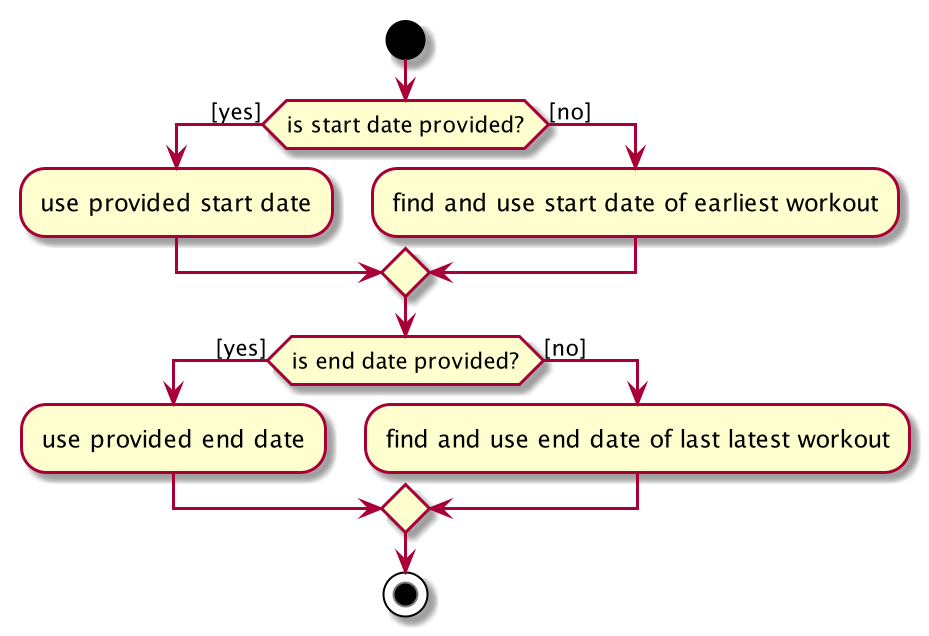 [yes]
is start date provided?
[no]
use provided start date
find and use start date of earliest workout
[yes]
is end date provided?
[no]
use provided end date
find and use end date of last latest workout